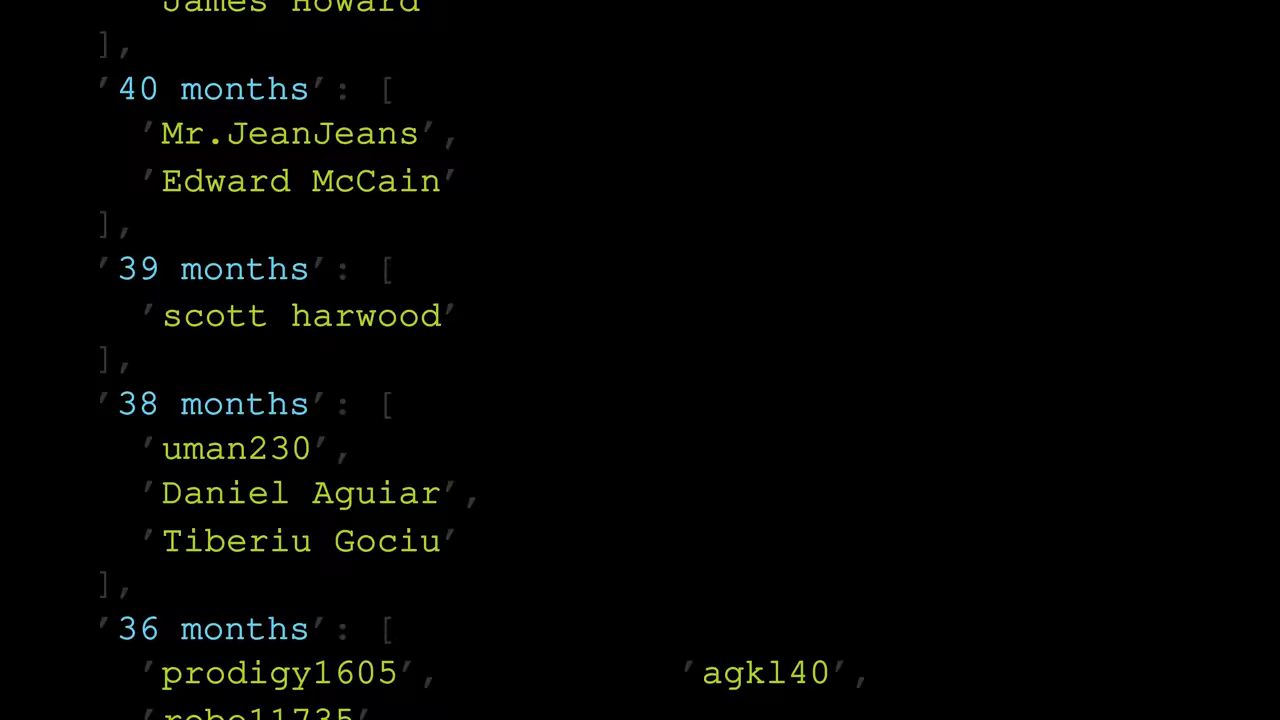 James Howard
],
'40 months': [
'Mr.JeanJeans',
'Edward McCain'
],
'39 months': [
'scott harwood'
],
'38 months': [
'uman230',
'Daniel Aguiar',
'Tiberiu Gociu'
],
'36 months': [
'prodigy1605', 'agkl40',